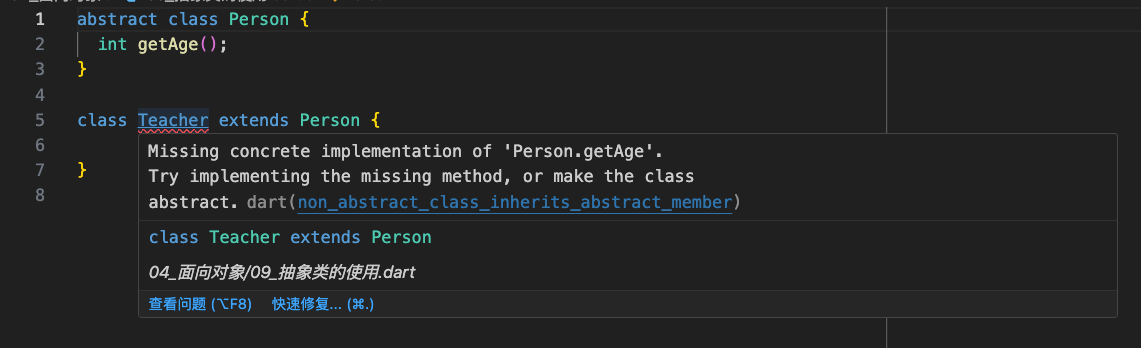 1 abstract class Person {
2 int getAge();
3 }
4
5 class Teacher extends Person {
6
7 }
8
Missing concrete implementation of 'Person.getAge'.
Try implementing the missing method, or make the class
abstract. dart(non_abstract_class_inherits_abstract_member)
class Teacher extends Person
04_面向对象/09_抽象类的使用.dart
查看问题 (⌥F8) 快速修复... (⌘.)